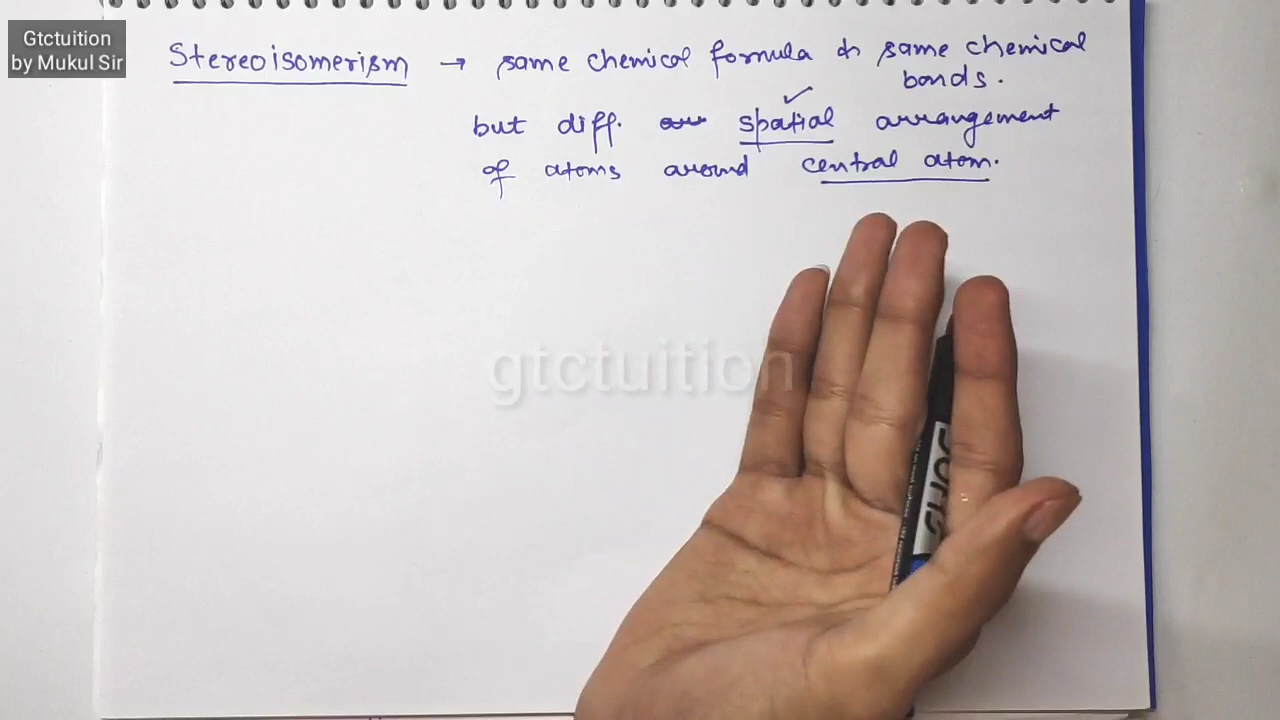 Gtctuition
by Mukul Sir
Stereoisomerism → same chemical formula & same chemical
bonds.
but diff. spatial arrangement
of atoms around central atom.
gtctuition